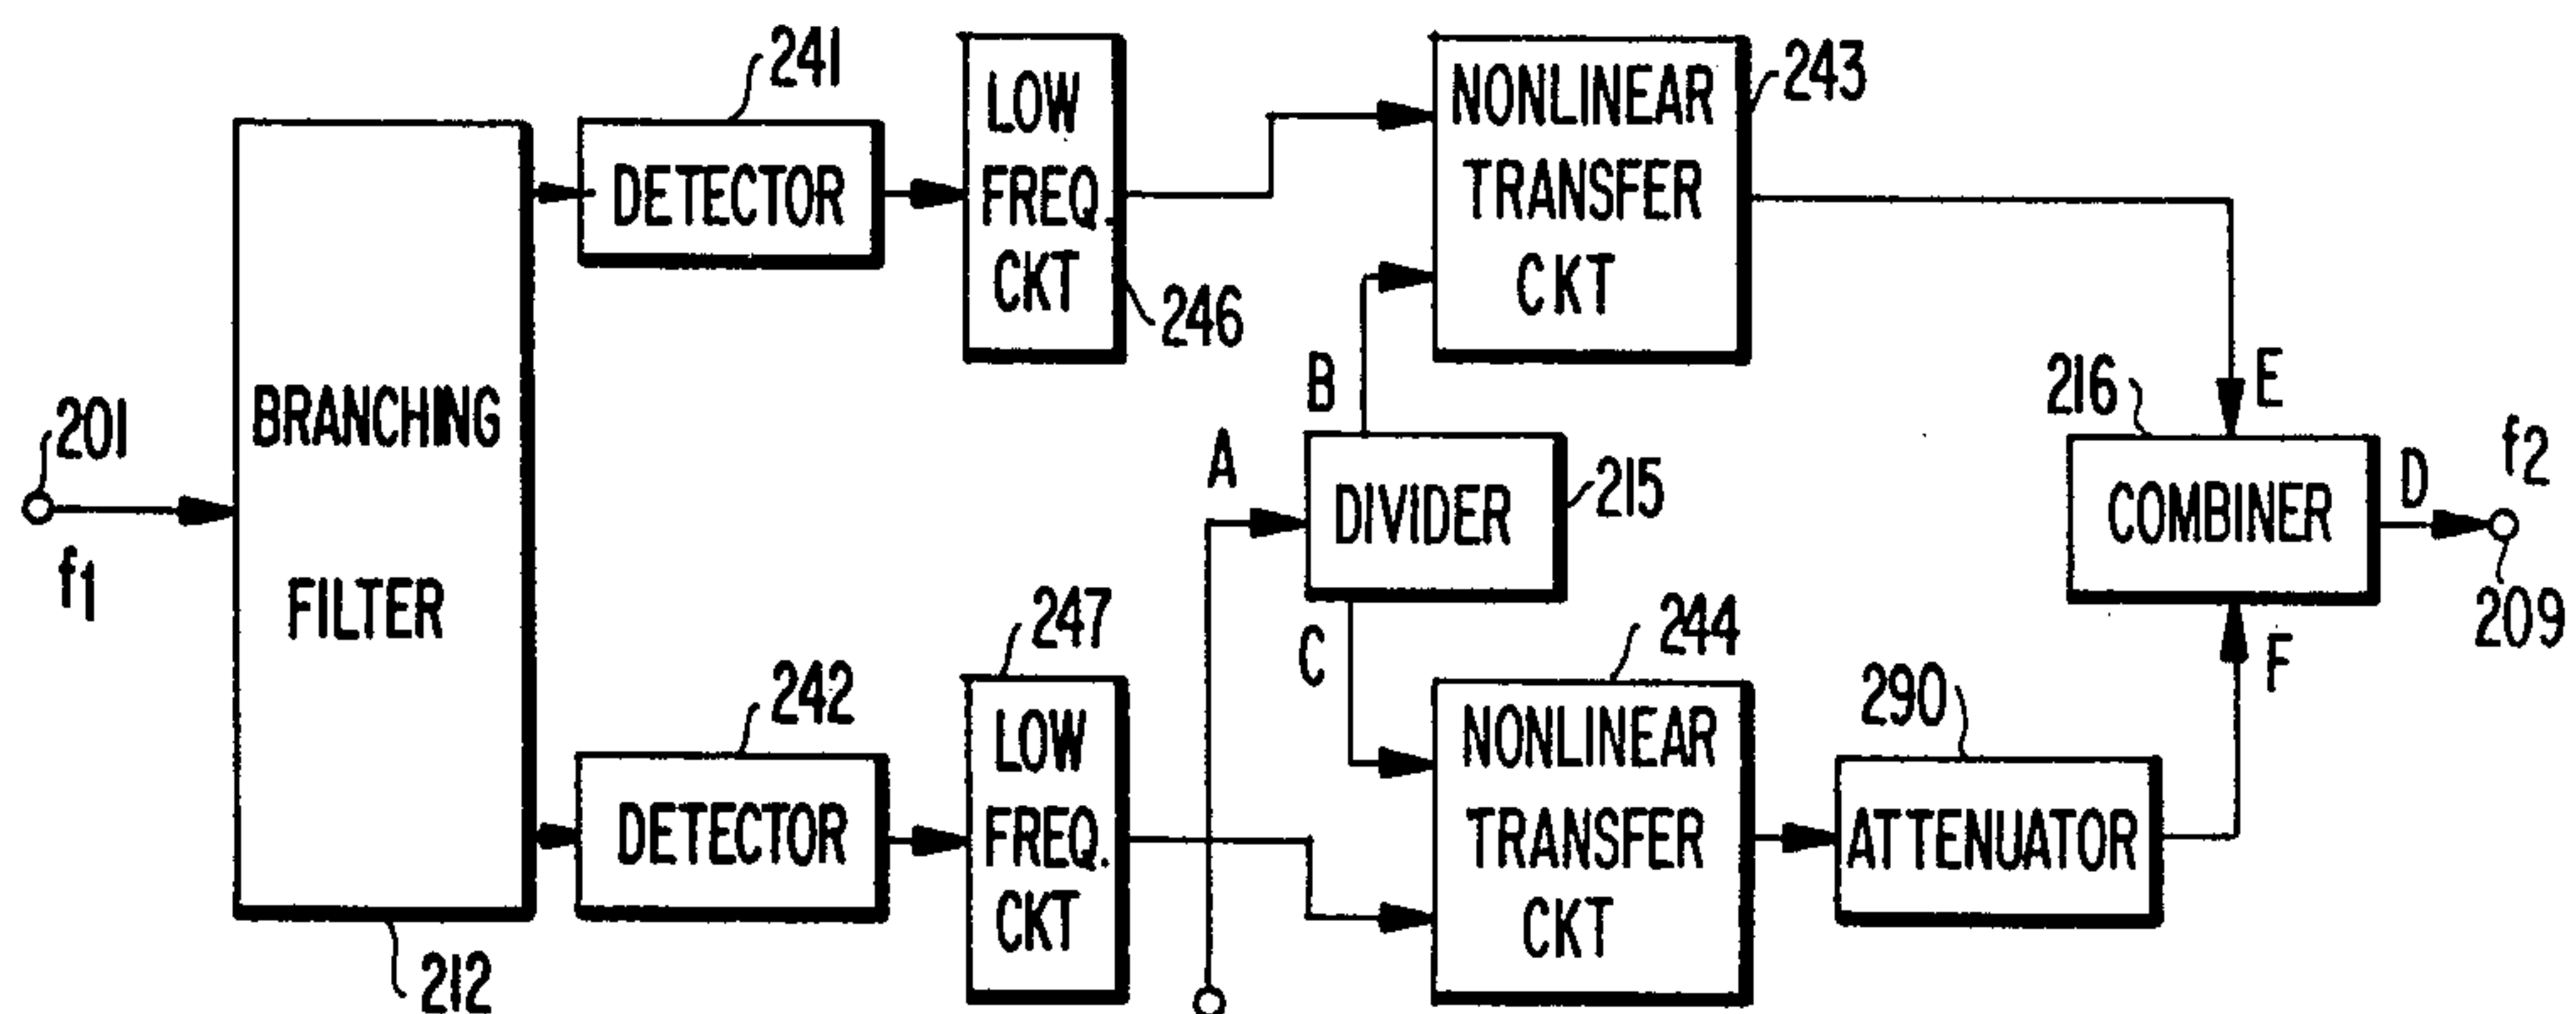 201
f1
BRANCHING
FILTER
212
241
DETECTOR
242
DETECTOR
LOW
FREQ.
CKT
246
247
LOW
FREQ.
CKT
A
B
C
DIVIDER
215
NONLINEAR
TRANSFER
CKT
243
244
NONLINEAR
TRANSFER
CKT
290
ATTENUATOR
E
F
216
COMBINER
D
f2
209